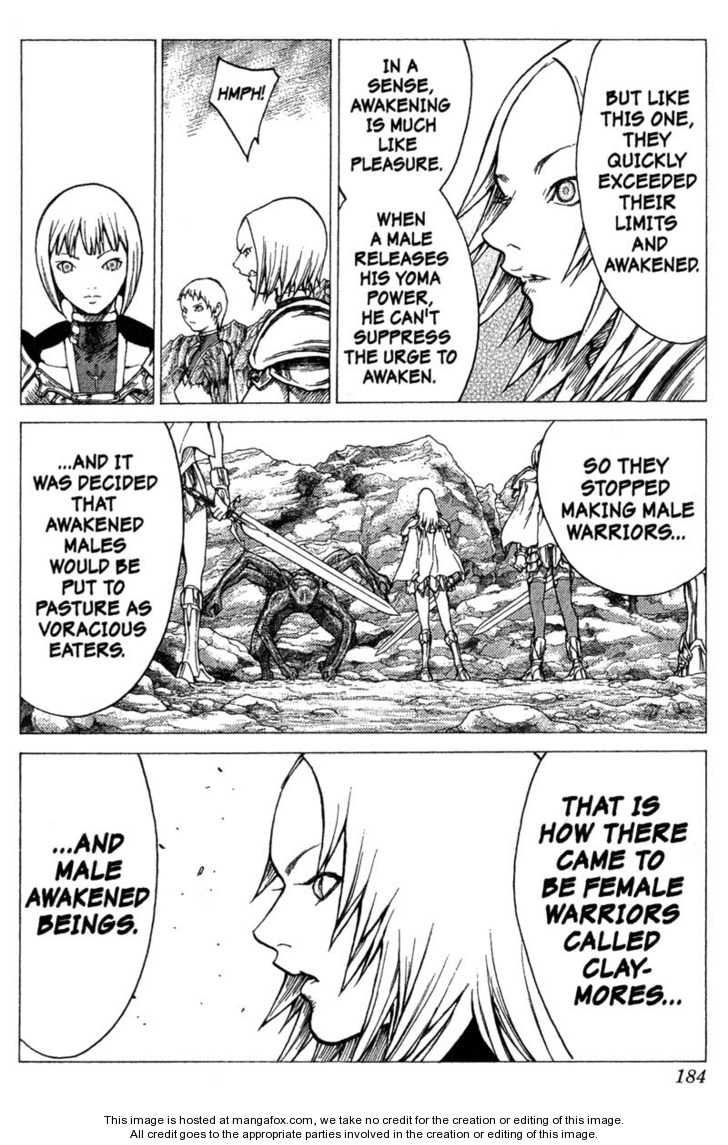 BUT LIKE
THIS ONE,
THEY
QUICKLY
EXCEEDED
THEIR
LIMITS
AND
AWAKENED.
IN A
SENSE,
AWAKENING
IS MUCH
LIKE
PLEASURE.
WHEN
A MALE
RELEASES
HIS YOMA
POWER,
HE CAN'T
SUPPRESS
THE URGE TO
AWAKEN.
HMPH!
SO THEY
STOPPED
MAKING MALE
WARRIORS...
...AND IT
WAS DECIDED
THAT
AWAKENED
MALES
WOULD BE
PUT TO
PASTURE AS
VORACIOUS
EATERS.
THAT IS
HOW THERE
CAME TO
BE FEMALE
WARRIORS
CALLED
CLAY-
MORES...
...AND
MALE
AWAKENED
BEINGS.
184
This image is hosted at mangafox.com, we take no credit for the creation or editing of this image.
All credit goes to the appropriate parties involved in the creation or editing of this image.